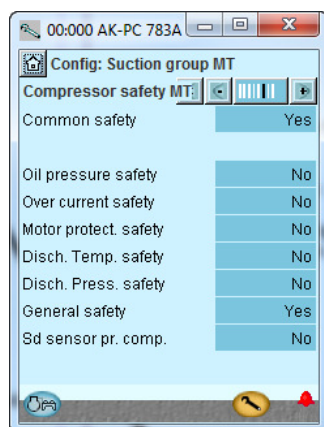 00:000 AK-PC 783A
Config: Suction group MT
Compressor safety MT
Common safety Yes
Oil pressure safety No
Over current safety No
Motor protect. safety No
Disch. Temp. safety No
Disch. Press. safety No
General safety Yes
Sd sensor pr. comp. No